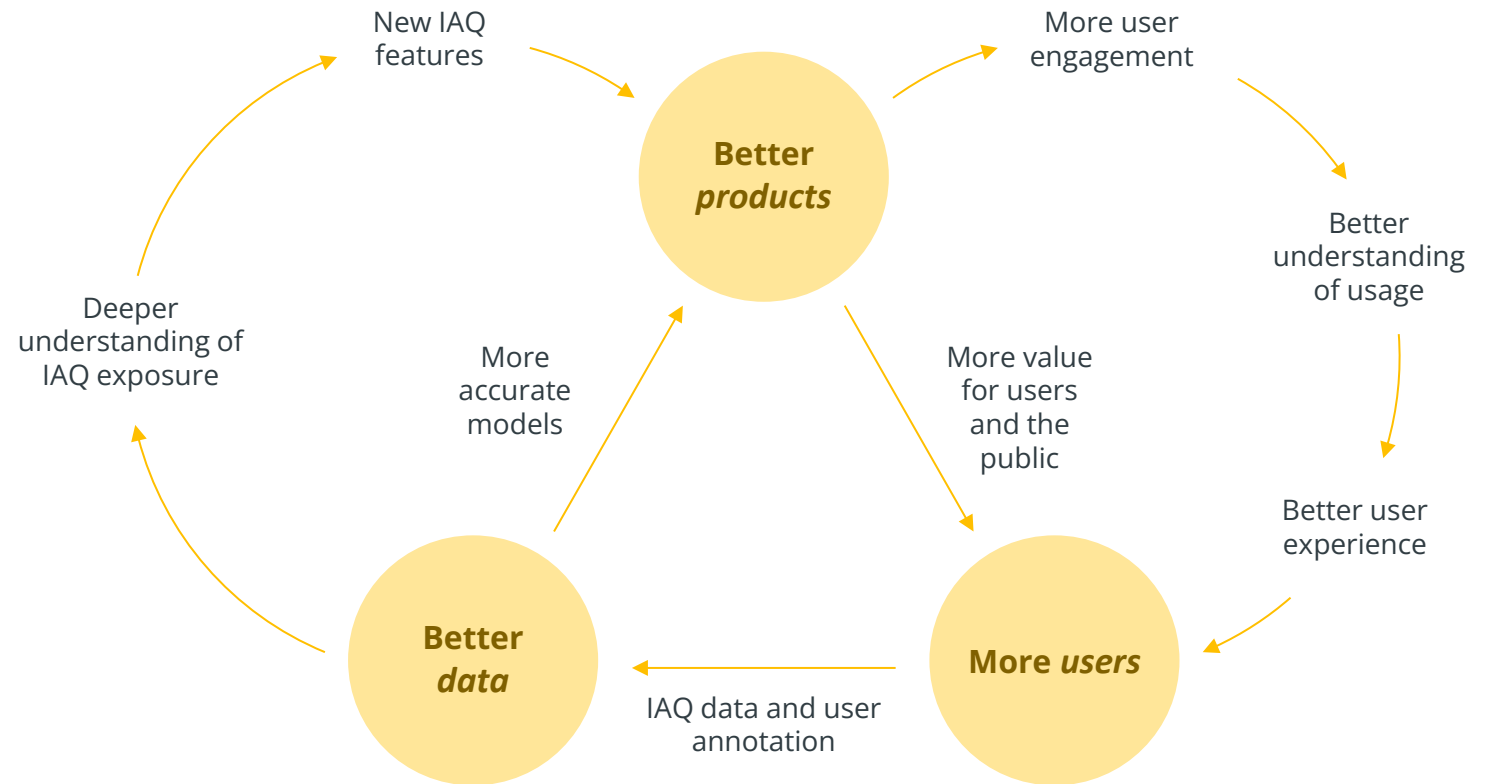 New IAQ
features
More user
engagement
Better
products
Better
understanding
of usage
Deeper
understanding of
IAQ exposure
More
accurate
models
More value
for users
and the
public
Better user
experience
Better
data
More users
IAQ data and user
annotation